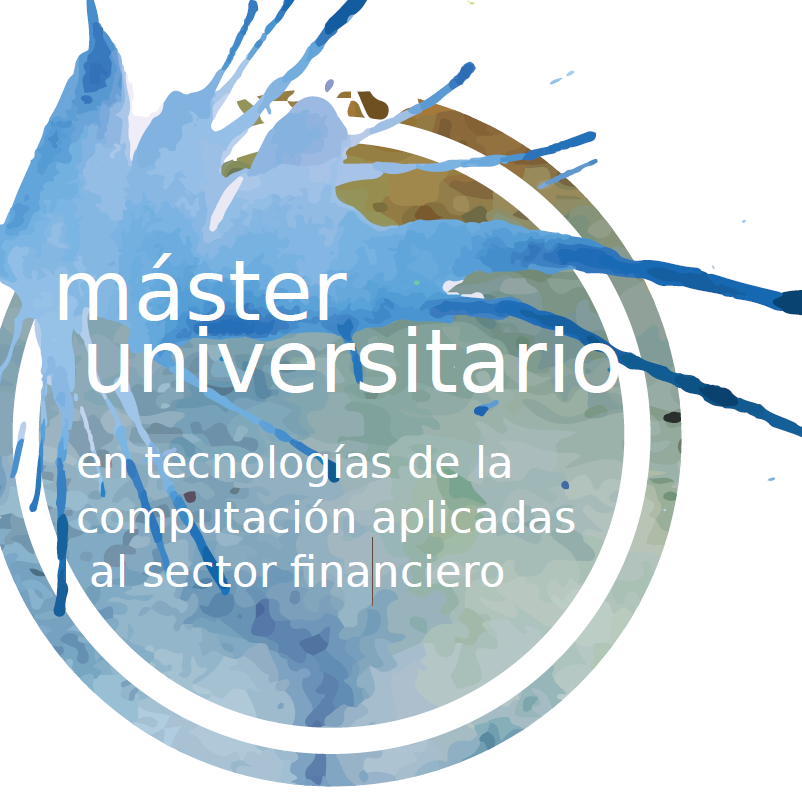 máster
universitario
en tecnologías de la
computación aplicadas
al sector financiero